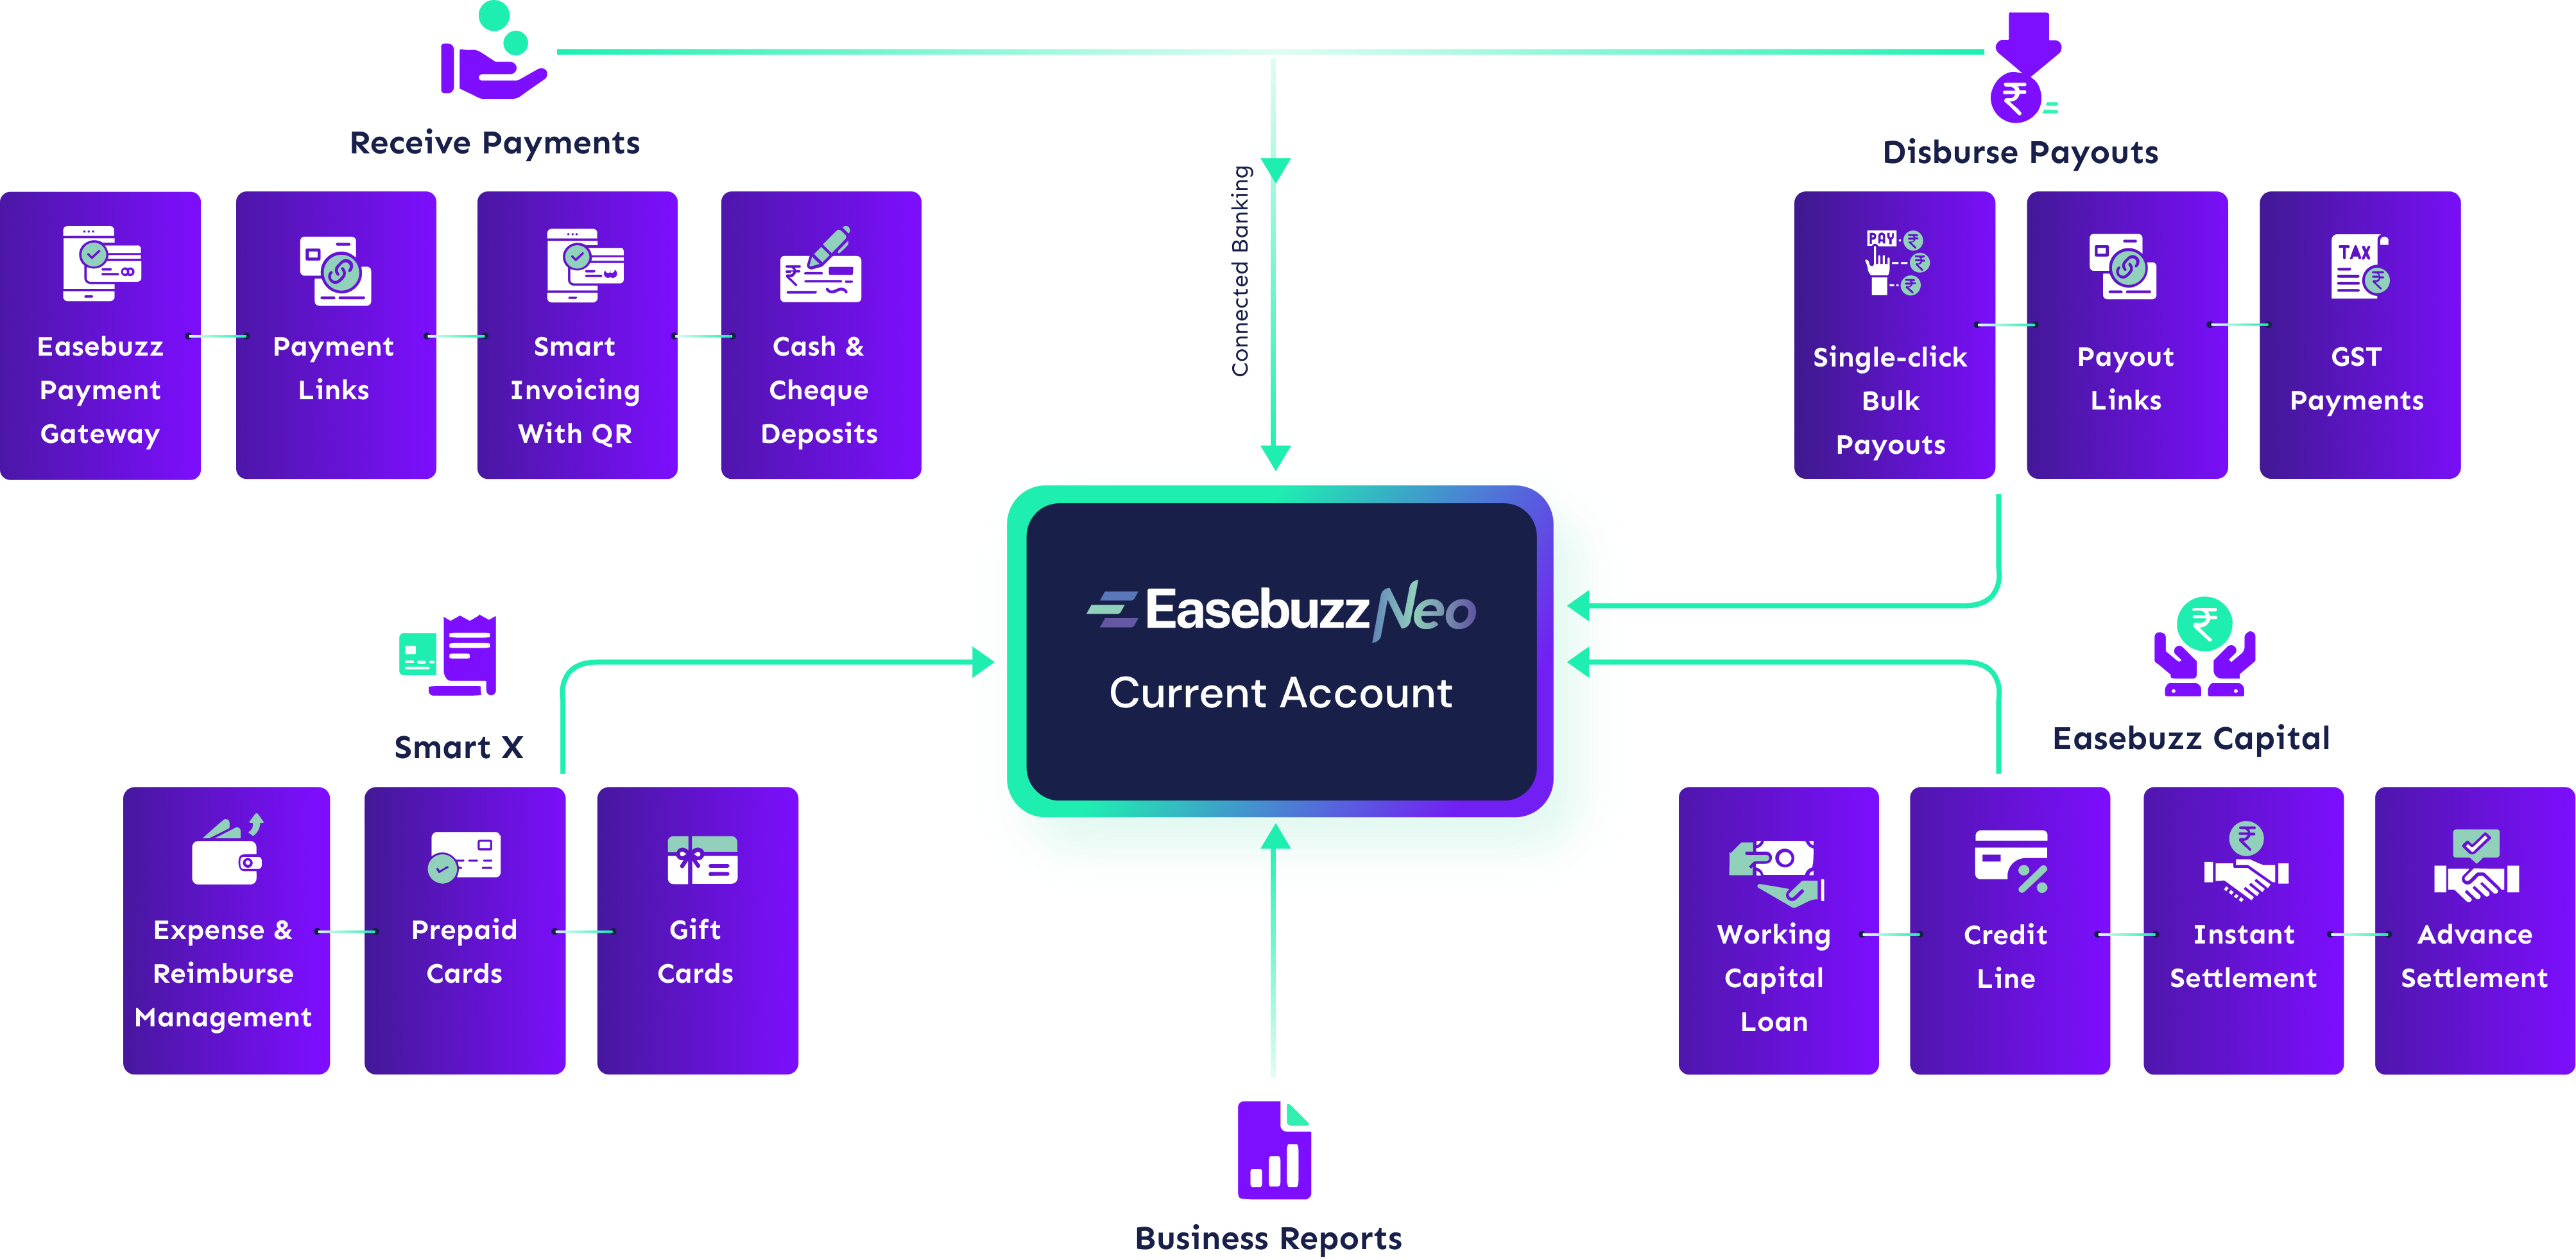 Receive Payments
Easebuzz
Payment
Gateway
Payment
Links
Smart
Invoicing
With QR
₹
Cash &
Cheque
Deposits
Connected Banking
₹
Disburse Payouts
PAY ₹
₹
₹
Single-click
Bulk
Payouts
Payout
Links
TAX
₹
GST
Payments
Easebuzz Neo
Current Account
Smart X
Expense &
Reimburse
Management
Prepaid
Cards
Gift
Cards
₹
Easebuzz Capital
Working
Capital
Loan
%
Credit
Line
₹
Instant
Settlement
Advance
Settlement
Business Reports